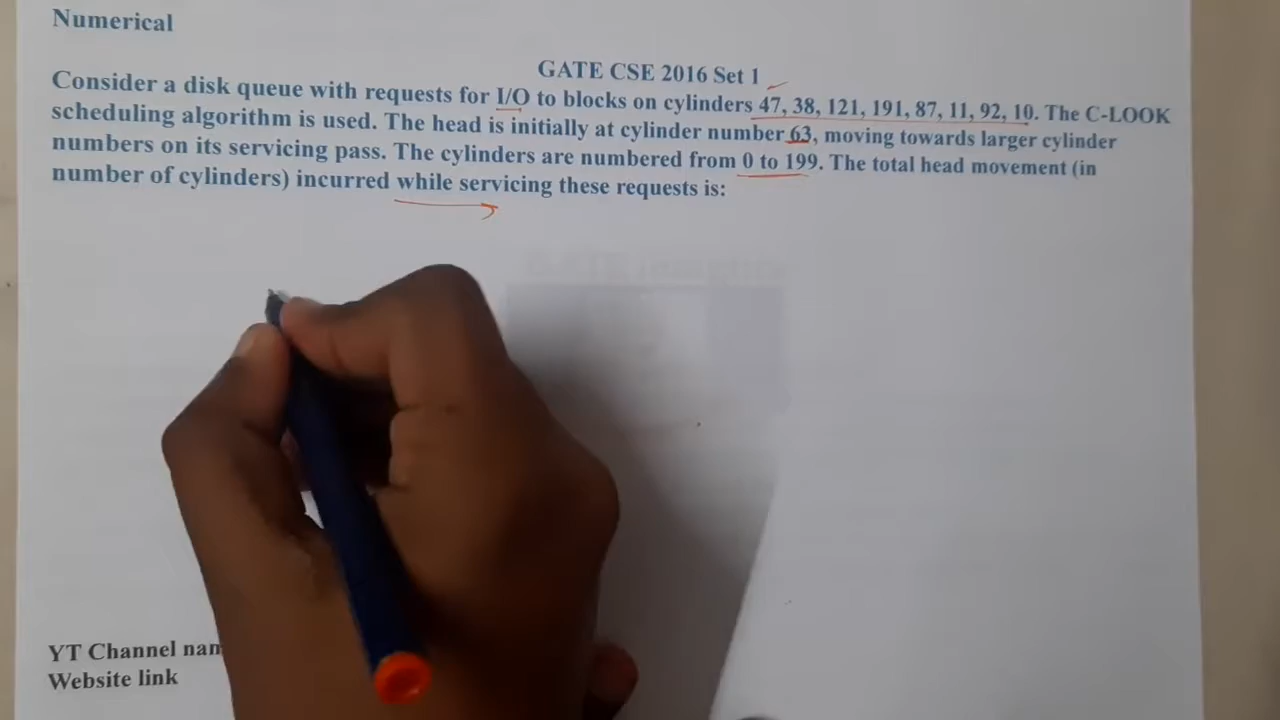 Numerical
GATE CSE 2016 Set 1
Consider a disk queue with requests for I/O to blocks on cylinders 47, 38, 121, 191, 87, 11, 92, 10. The C-LOOK
scheduling algorithm is used. The head is initially at cylinder number 63, moving towards larger cylinder
numbers on its servicing pass. The cylinders are numbered from 0 to 199. The total head movement (in
number of cylinders) incurred while servicing these requests is:
YT Channel
Website link